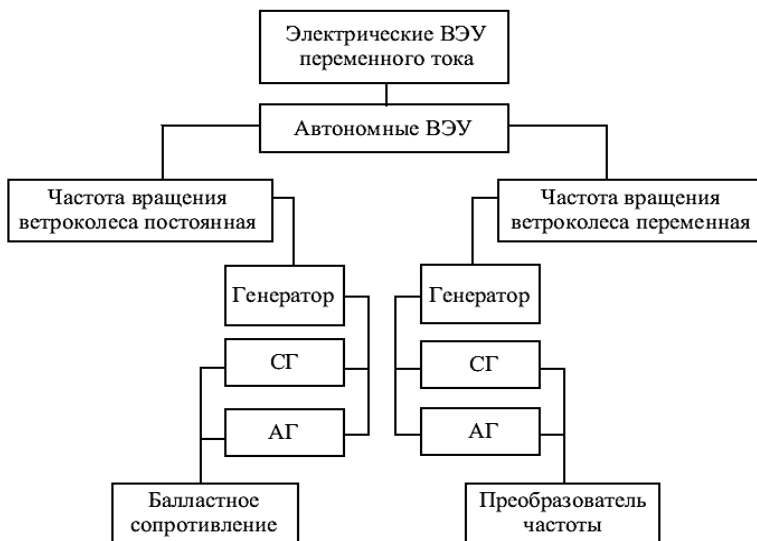 Электрические ВЭУ
переменного тока
Автономные ВЭУ
Частота вращения
ветроколеса постоянная
Частота вращения
ветроколеса переменная
Генератор
Генератор
СГ
СГ
АГ
АГ
Балластное
сопротивление
Преобразователь
частоты